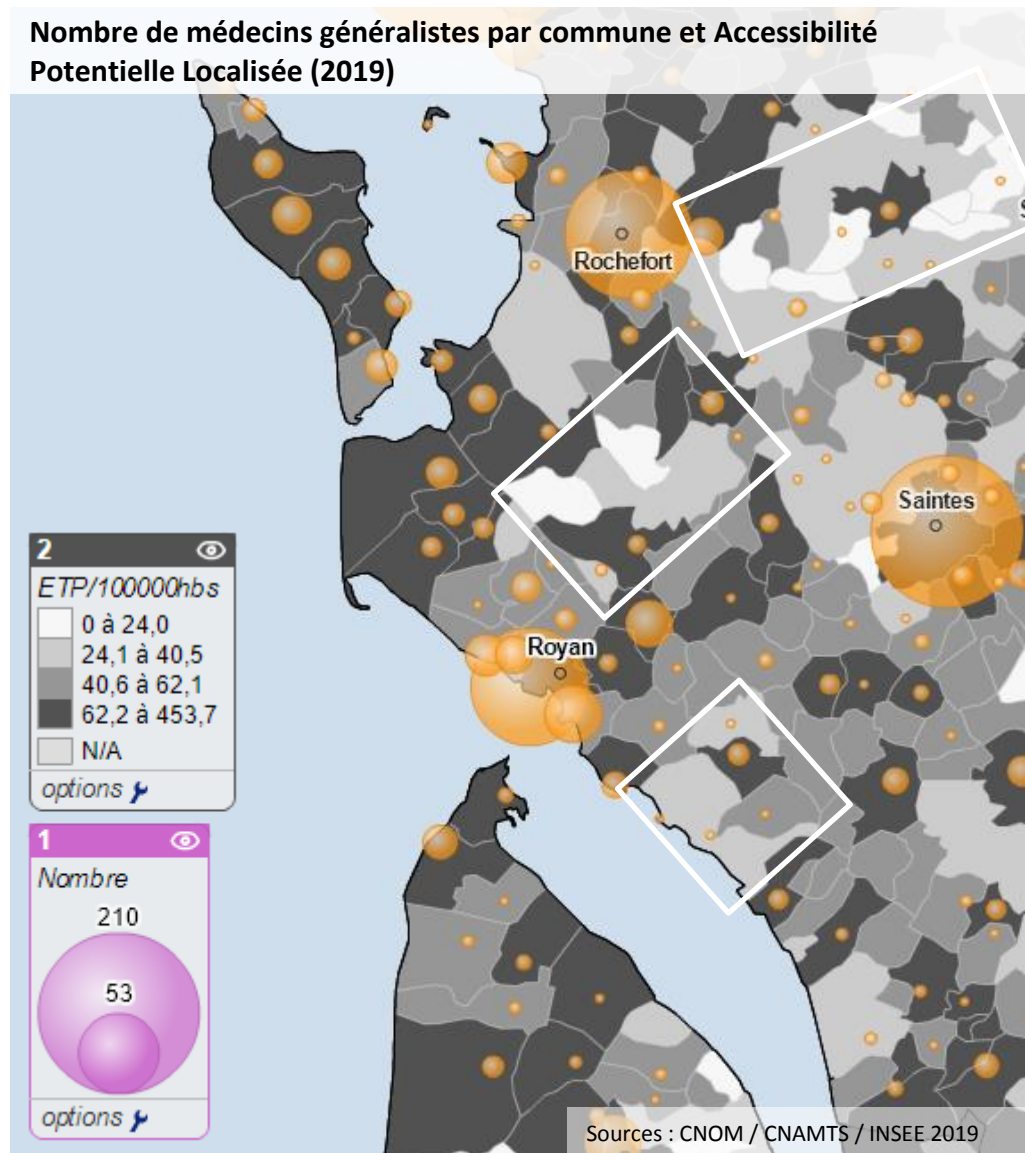 Nombre de médecins généralistes par commune et Accessibilité
Potentielle Localisée (2019)
Rochefort
S
Saintes
Royan
2
ETP/100000hbs
0 à 24,0
24,1 à 40,5
40,6 à 62,1
62,2 à 453,7
N/A
options
1
Nombre
210
53
options
Sources : CNOM / CNAMTS / INSEE 2019